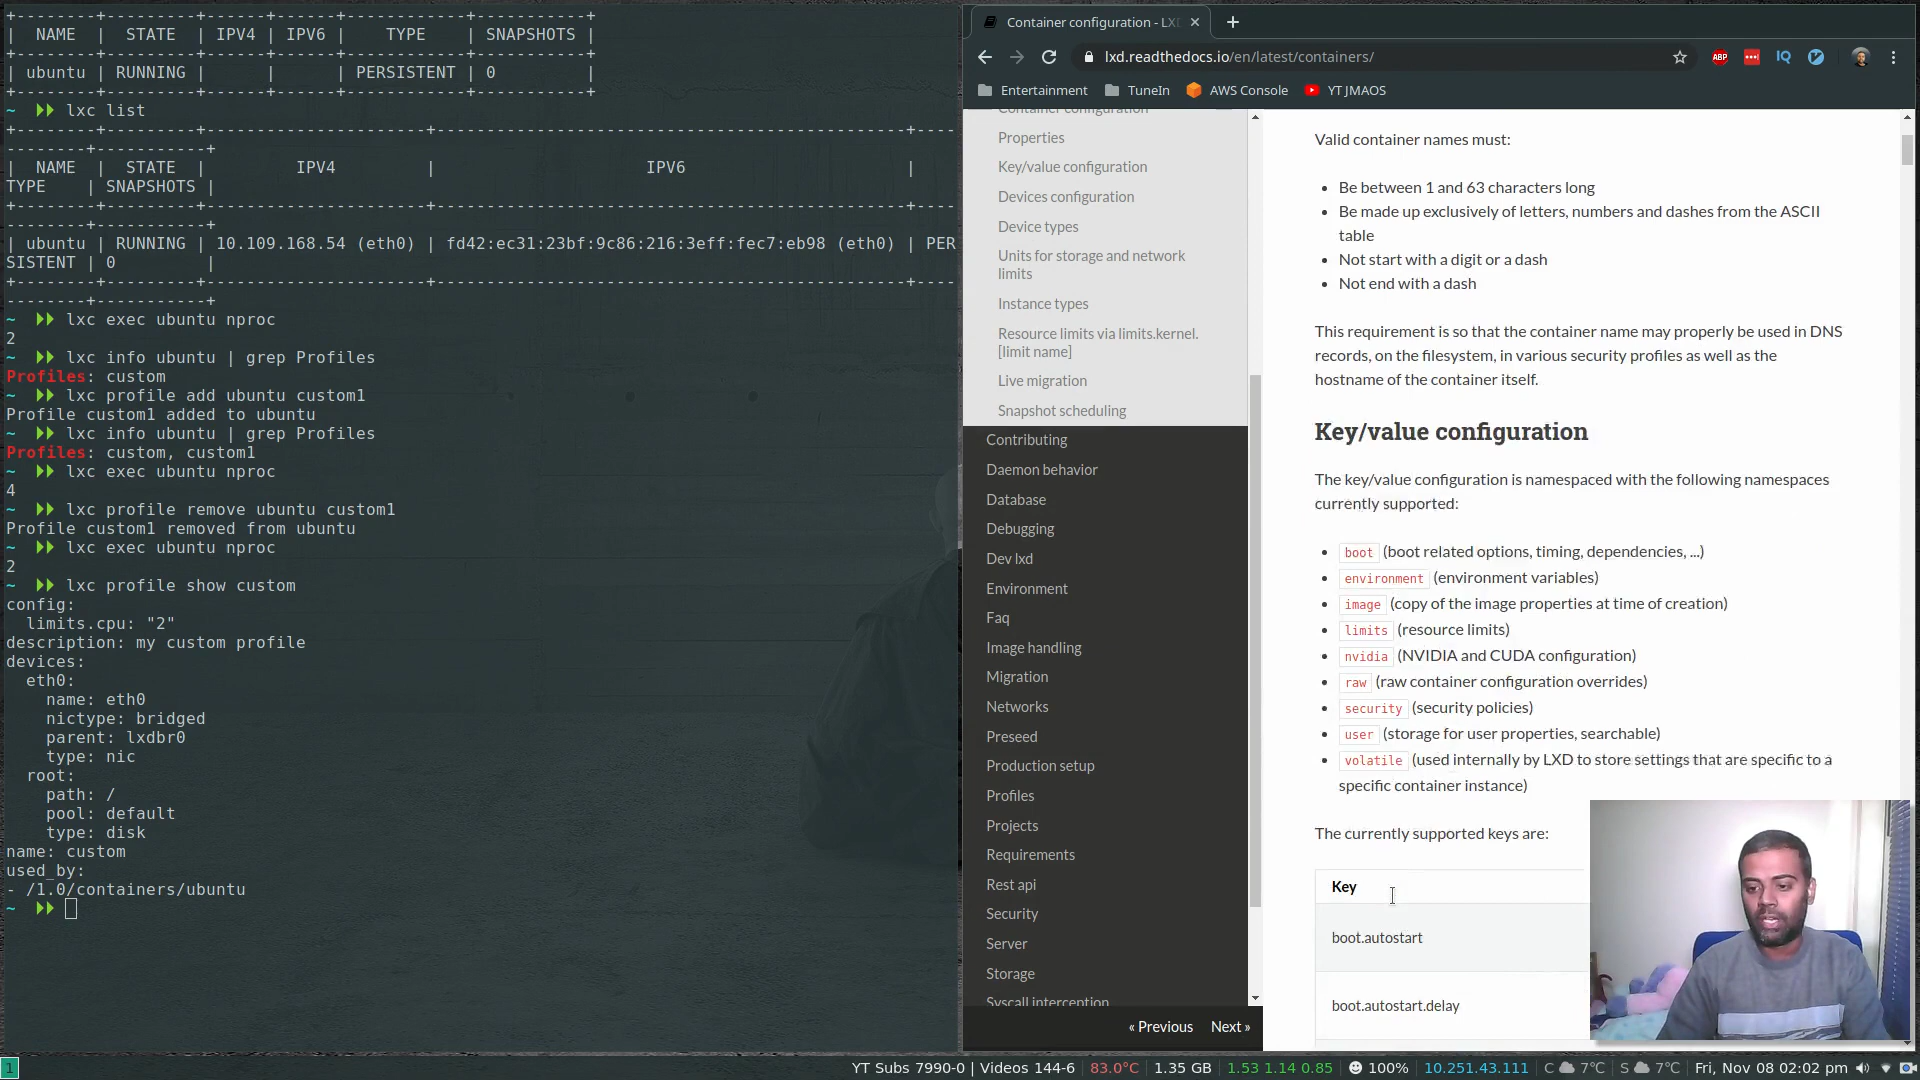 +--------+---------+------+------+------------+-----------+
|  NAME  |  STATE  | IPV4 | IPV6 |    TYPE    | SNAPSHOTS |
+--------+---------+------+------+------------+-----------+
| ubuntu | RUNNING |      |      | PERSISTENT | 0         |
+--------+---------+------+------+------------+-----------+
~ lxc list
+--------+---------+----------------------+-----------------------------------------------+----
--------+-----------+
|  NAME  |  STATE  |         IPV4         |                     IPV6                      |
TYPE    | SNAPSHOTS |
+--------+---------+----------------------+-----------------------------------------------+----
--------+-----------+
| ubuntu | RUNNING | 10.109.168.54 (eth0) | fd42:ec31:23bf:9c86:216:3eff:fec7:eb98 (eth0) | PER
SISTENT | 0         |
+--------+---------+----------------------+-----------------------------------------------+----
--------+-----------+
~ lxc exec ubuntu nproc
2
~ lxc info ubuntu | grep Profiles
Profiles: custom
~ lxc profile add ubuntu custom1
Profile custom1 added to ubuntu
~ lxc info ubuntu | grep Profiles
Profiles: custom, custom1
~ lxc exec ubuntu nproc
4
~ lxc profile remove ubuntu custom1
Profile custom1 removed from ubuntu
~ lxc exec ubuntu nproc
2
~ lxc profile show custom
config:
  limits.cpu: "2"
description: my custom profile
devices:
  eth0:
    name: eth0
    nictype: bridged
    parent: lxdbr0
    type: nic
  root:
    path: /
    pool: default
    type: disk
name: custom
used_by:
- /1.0/containers/ubuntu
~
Container configuration - LX
lxd.readthedocs.io/en/latest/containers/
ABP
IQ
Entertainment
TuneIn
AWS Console
YT JMAOS
Container configuration
Properties
Key/value configuration
Devices configuration
Device types
Units for storage and network
limits
Instance types
Resource limits via limits.kernel.
[limit name]
Live migration
Snapshot scheduling
Contributing
Daemon behavior
Database
Debugging
Dev lxd
Environment
Faq
Image handling
Migration
Networks
Preseed
Production setup
Profiles
Projects
Requirements
Rest api
Security
Server
Storage
Syscall interception
« Previous Next »
Valid container names must:
• Be between 1 and 63 characters long
• Be made up exclusively of letters, numbers and dashes from the ASCII
table
• Not start with a digit or a dash
• Not end with a dash
This requirement is so that the container name may properly be used in DNS
records, on the filesystem, in various security profiles as well as the
hostname of the container itself.
Key/value configuration
The key/value configuration is namespaced with the following namespaces
currently supported:
• boot (boot related options, timing, dependencies, ...)
• environment (environment variables)
• image (copy of the image properties at time of creation)
• limits (resource limits)
• nvidia (NVIDIA and CUDA configuration)
• raw (raw container configuration overrides)
• security (security policies)
• user (storage for user properties, searchable)
• volatile (used internally by LXD to store settings that are specific to a
specific container instance)
The currently supported keys are:
Key
boot.autostart
boot.autostart.delay
1
YT Subs 7990-0 | Videos 144-6 | 83.0°C | 1.35 GB | 1.53 1.14 0.85 | 100% | 10.251.43.111 | C 7°C | S 7°C | Fri, Nov 08 02:02 pm